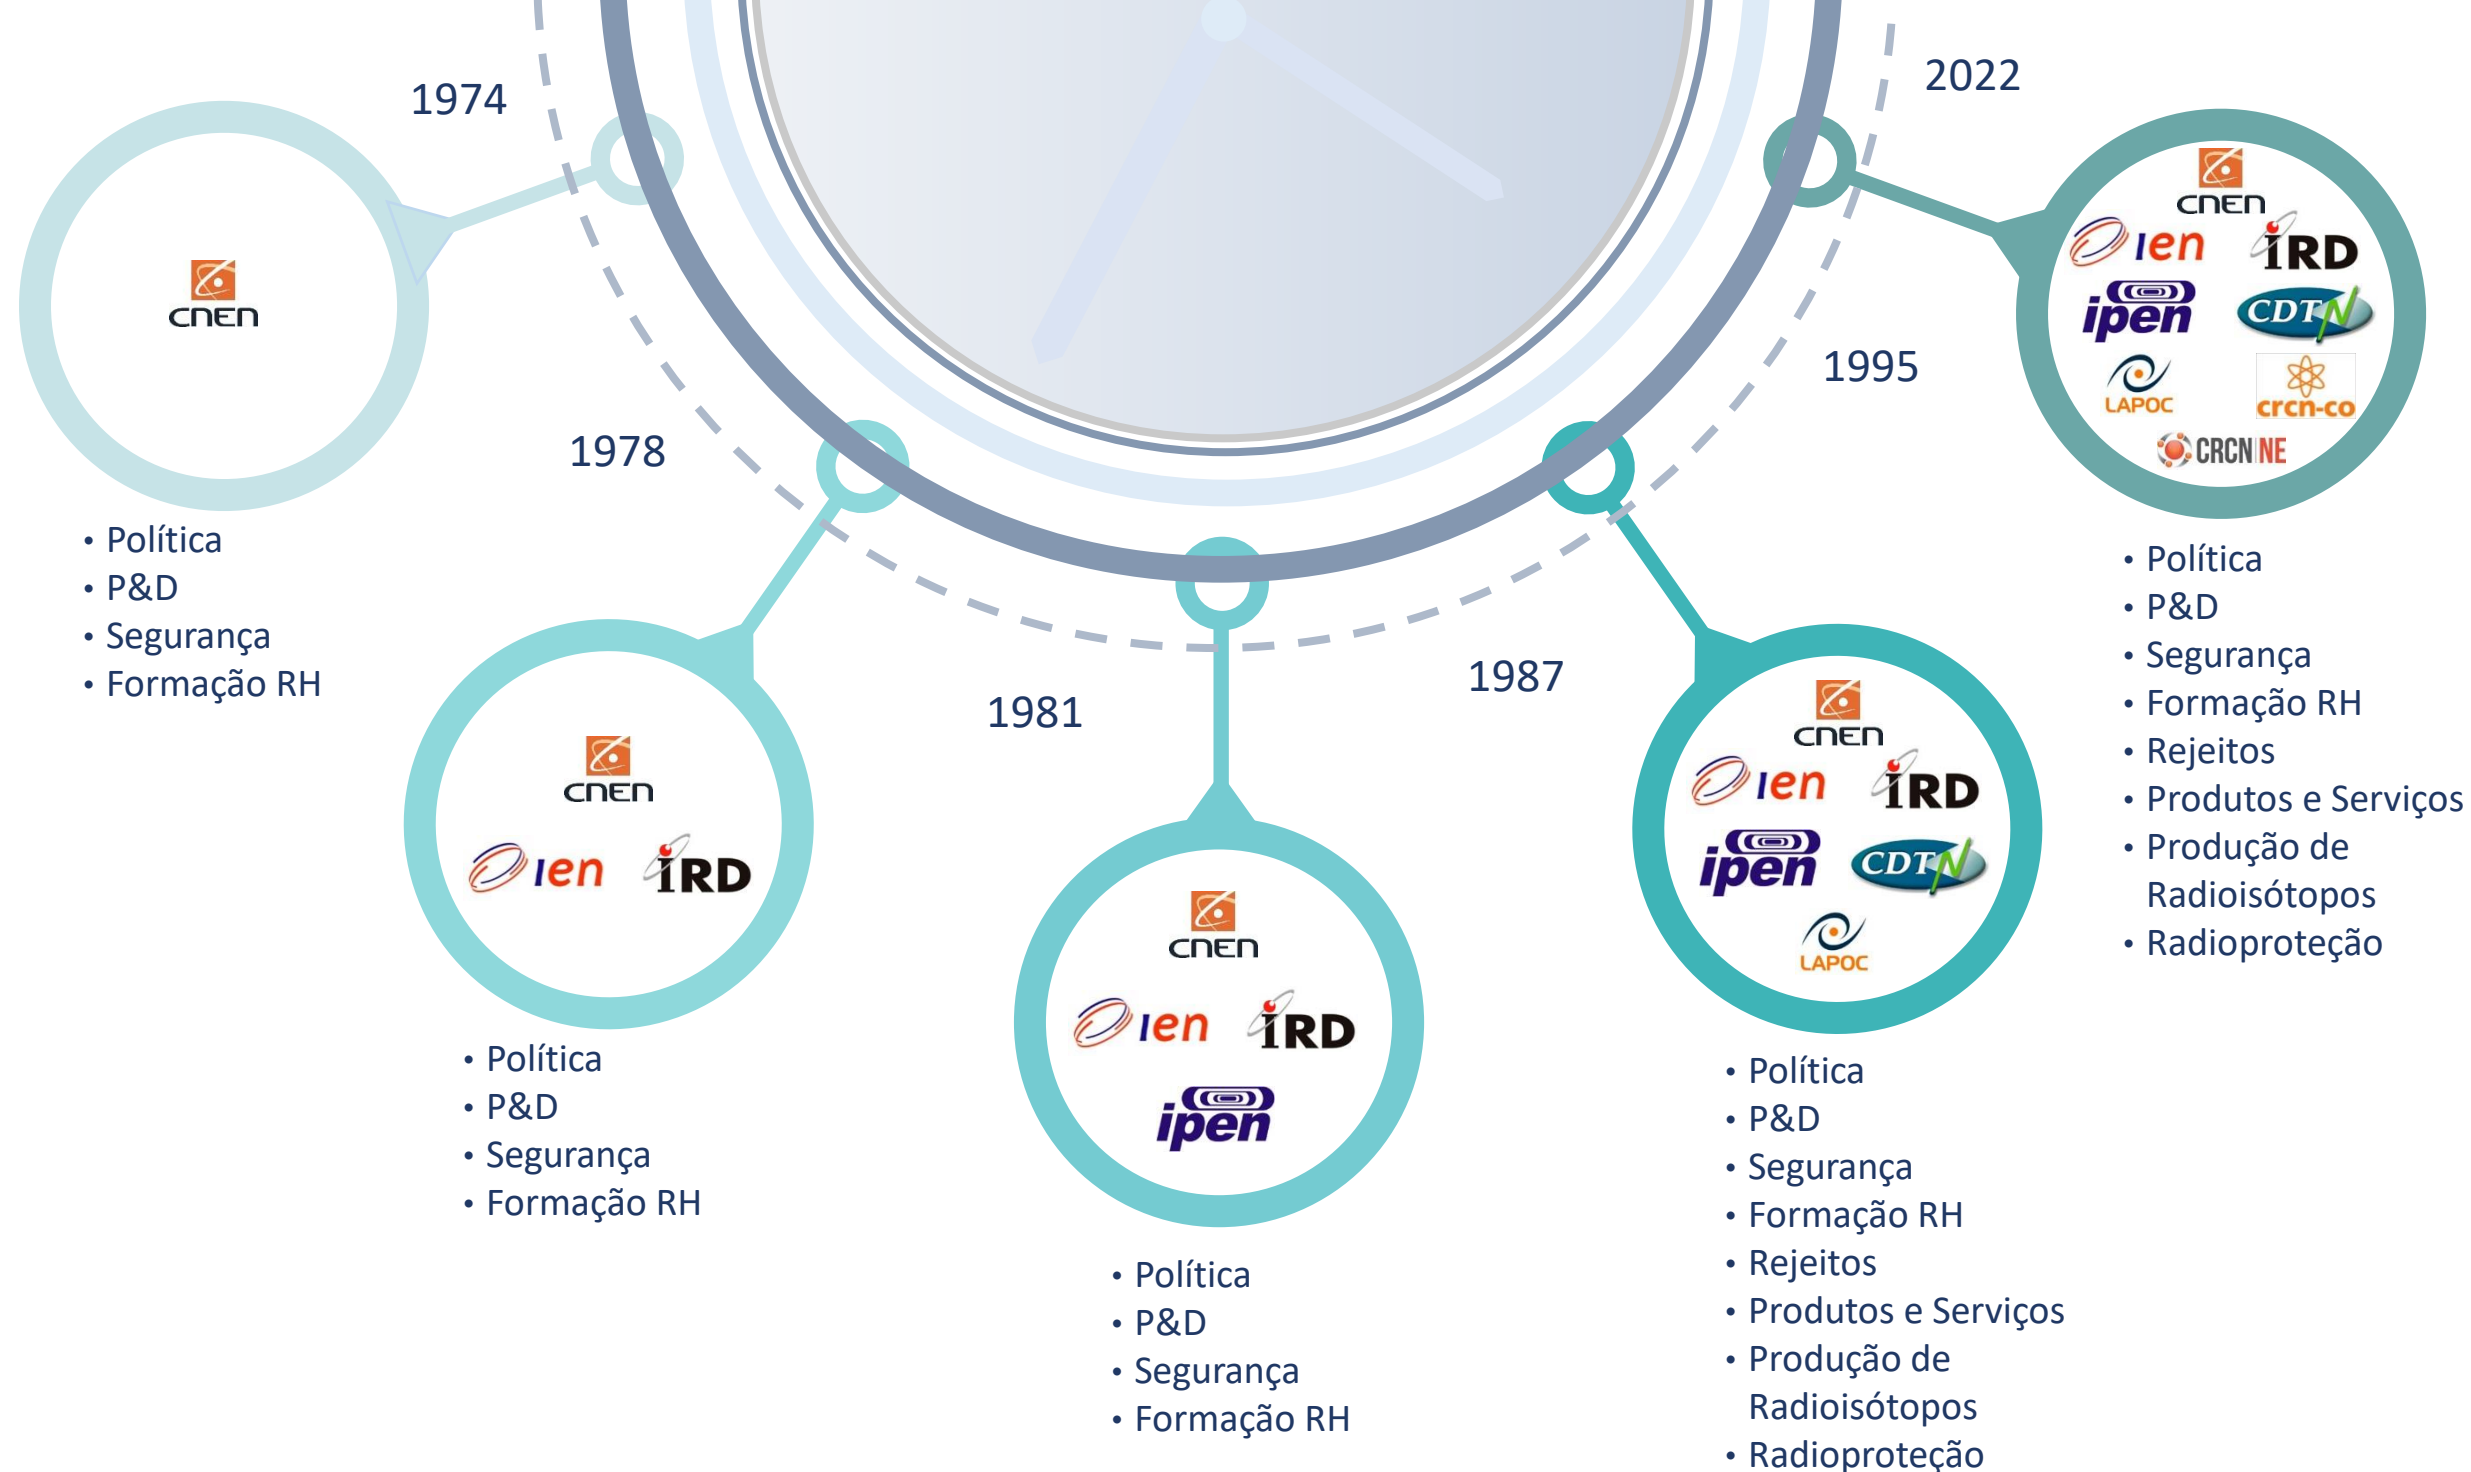 1974
CNEN
• Política
• P&D
• Segurança
• Formação RH
1978
CNEN
ien
IRD
• Política
• P&D
• Segurança
• Formação RH
1981
CNEN
ien
IRD
ipen
• Política
• P&D
• Segurança
• Formação RH
1987
1995
CNEN
ien
IRD
ipen
CDTN
LAPOC
• Política
• P&D
• Segurança
• Formação RH
• Rejeitos
• Produtos e Serviços
• Produção de
Radioisótopos
• Radioproteção
2022
CNEN
ien
IRD
ipen
CDTN
LAPOC
crcn-co
CRCN NE
• Política
• P&D
• Segurança
• Formação RH
• Rejeitos
• Produtos e Serviços
• Produção de
Radioisótopos
• Radioproteção